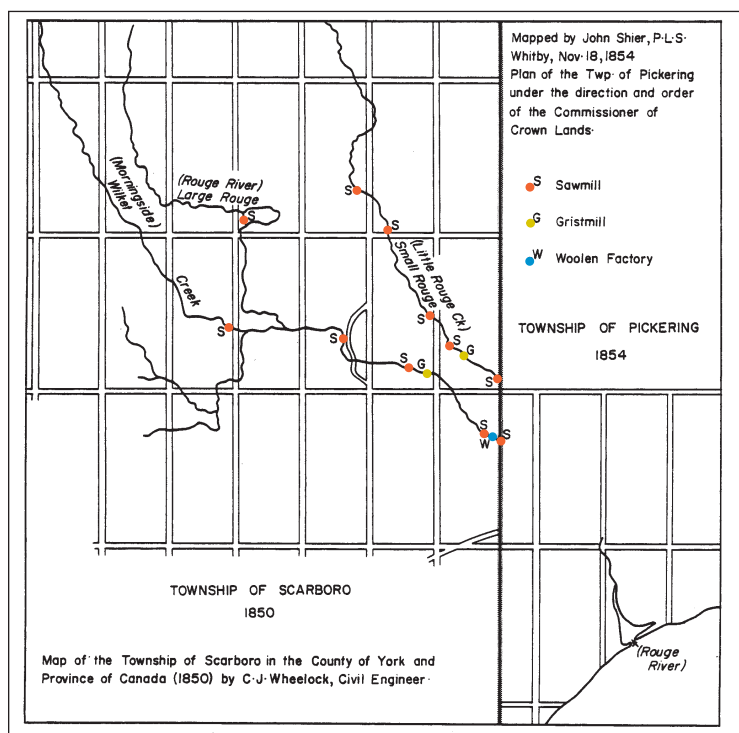 Mapped by John Shier, P·L·S·
Whitby, Nov·18, 1854
Plan of the Twp· of Pickering
under the direction and order
of the Commissioner of
Crown Lands·
S Sawmill
G Gristmill
W Woolen Factory
TOWNSHIP OF PICKERING
1854
(Morningside)
Wilket
Creek
(Rouge River)
Large Rouge
S
S
S
(Little Rouge Ck)
Small Rouge
S
S
G
S
S
S
S
G
S
W
S
TOWNSHIP OF SCARBORO
1850
Map of the Township of Scarboro in the County of York and
Province of Canada (1850) by C·J·Wheelock, Civil Engineer·
(Rouge
River)